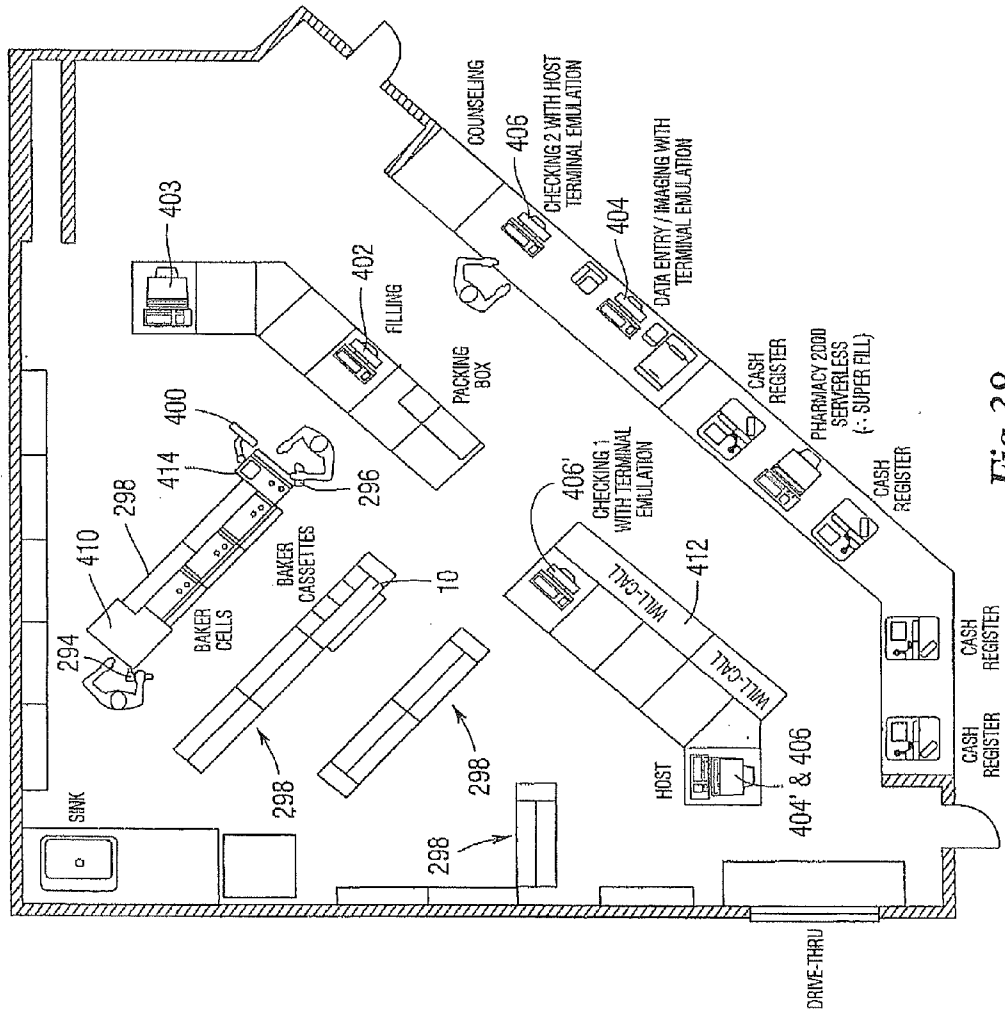 SINK
294
410
298
414
400
403
BAKER
CELLS
BAKER
CASSETTES
296
402
FILLING
PACKING
BOX
298
10
298
298
406'
CHECKING 1
WITH TERMINAL
EMULATION
COUNSELING
406
CHECKING 2 WITH HOST
TERMINAL EMULATION
404
DATA ENTRY / IMAGING WITH
TERMINAL EMULATION
HOST
WILL-CALL
WILL-CALL
412
404' & 406
CASH
REGISTER
PHARMACY 2000
SERVERLESS
(∴ SUPER FILL)
CASH
REGISTER
CASH
REGISTER
CASH
REGISTER
DRIVE-THRU
Fig.